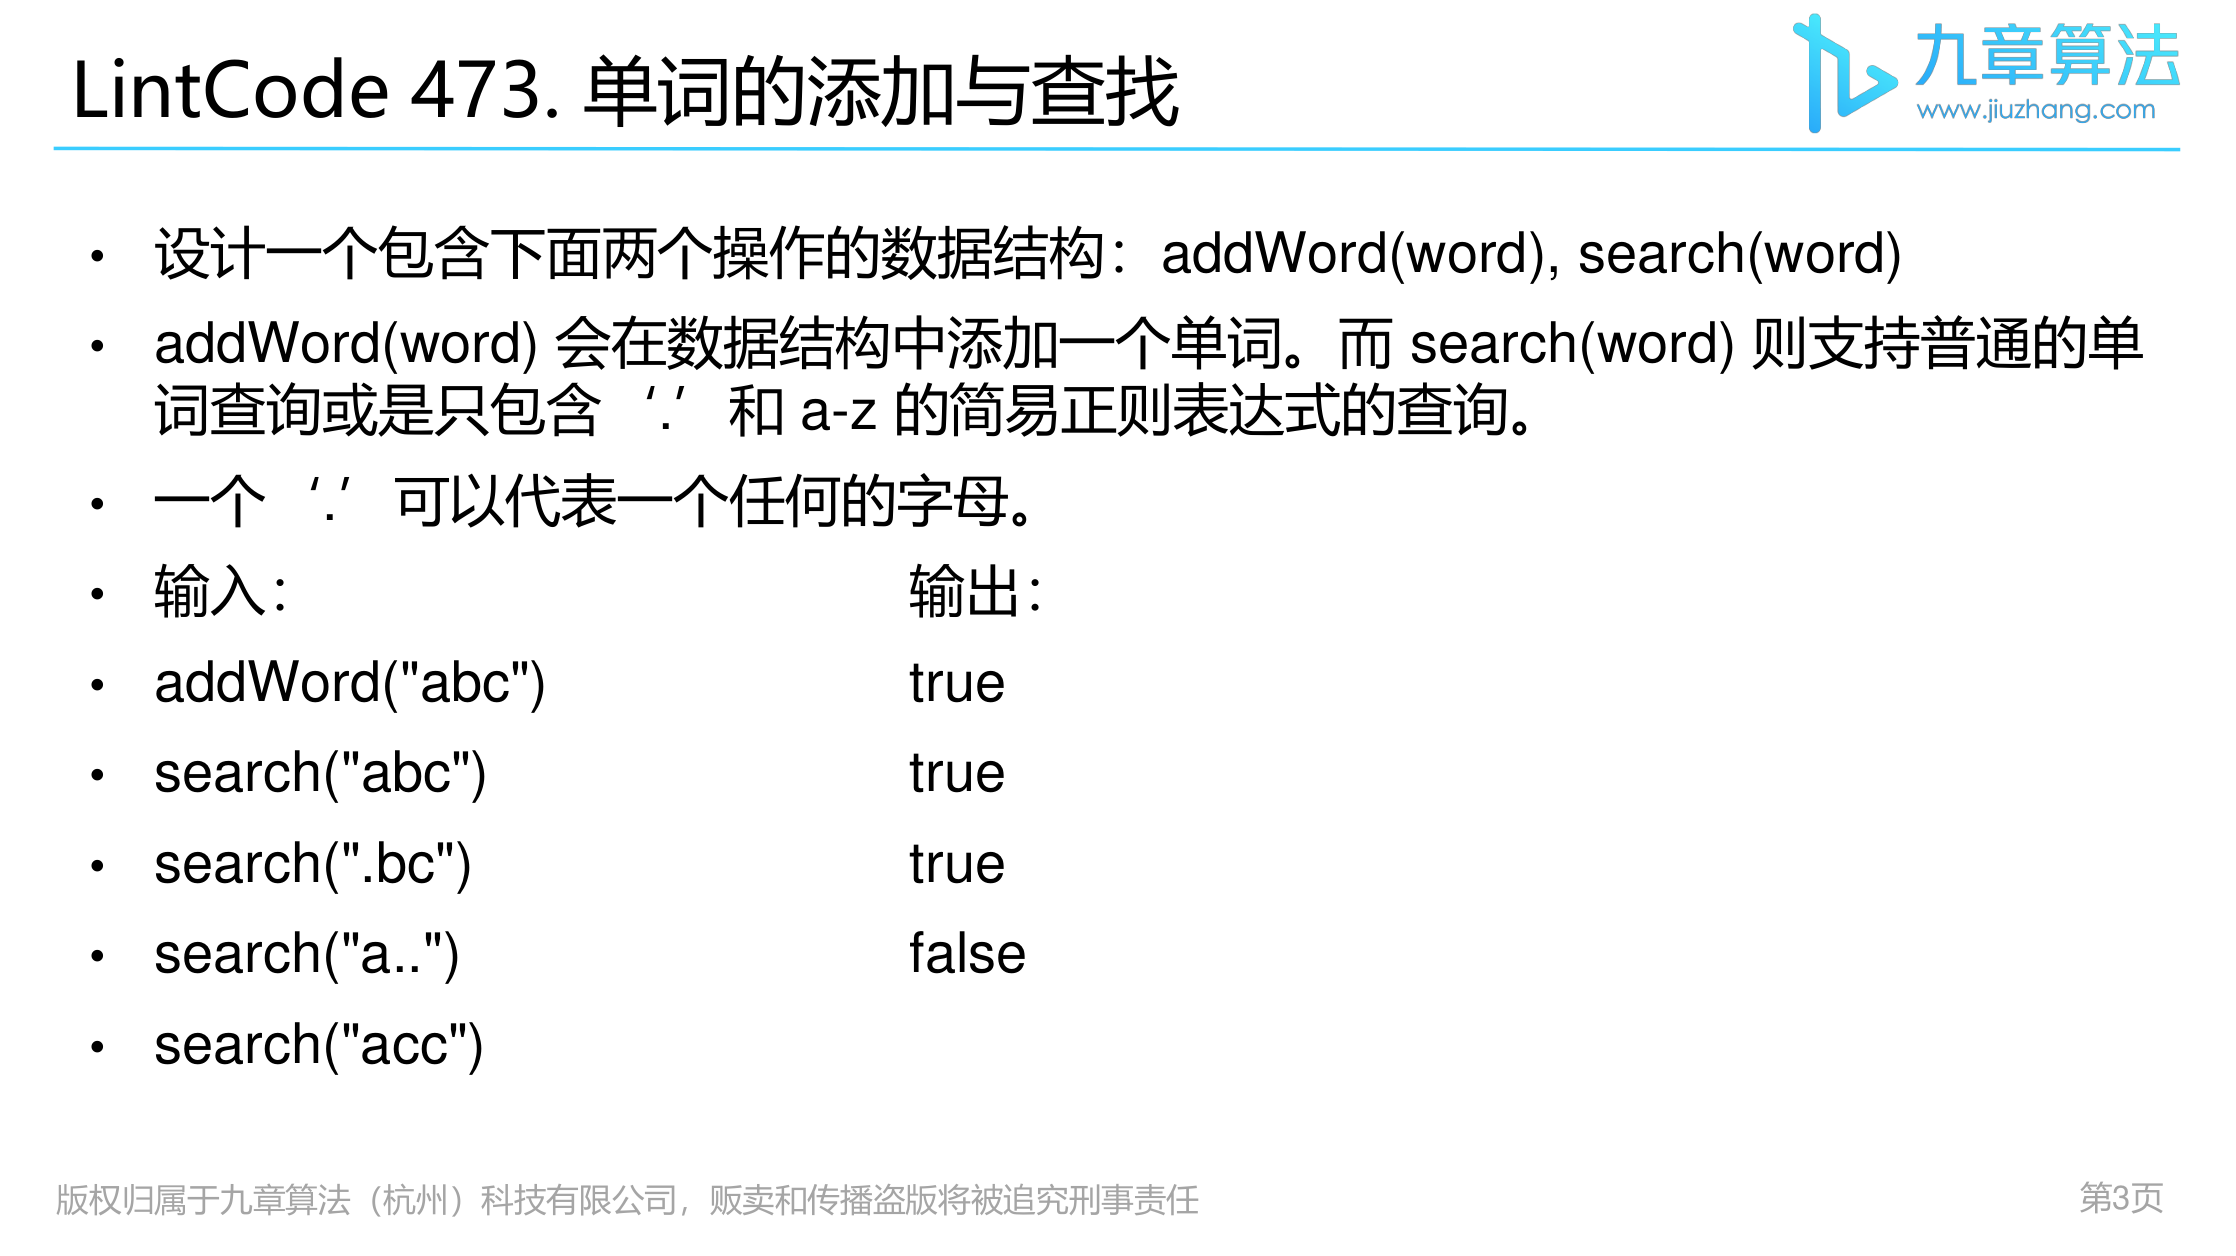 LintCode 473. 单词的添加与查找
九章算法
www.jiuzhang.com
• 设计一个包含下面两个操作的数据结构：addWord(word), search(word)
• addWord(word) 会在数据结构中添加一个单词。而 search(word) 则支持普通的单
词查询或是只包含‘.’和 a-z 的简易正则表达式的查询。
• 一个‘.’可以代表一个任何的字母。
• 输入： 输出：
• addWord("abc") true
• search("abc") true
• search(".bc") true
• search("a..") false
• search("acc")
版权归属于九章算法（杭州）科技有限公司，贩卖和传播盗版将被追究刑事责任 第3页